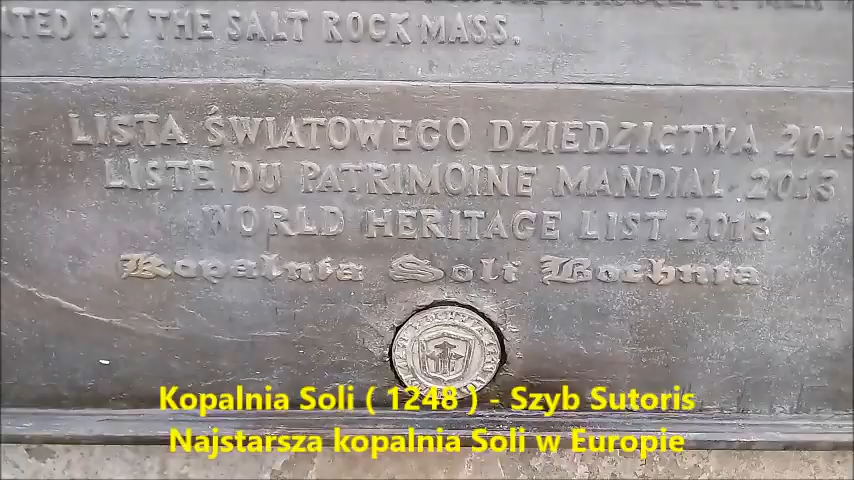 BY THE SALT ROCK MASS.
LISTA ŚWIATOWEGO DZIEDZICTWA 2013
LISTE DU PATRIMOINE MANDIAL 2013
WORLD HERITAGE LIST 2013
Kopalnia Soli Bochnia
Kopalnia Soli ( 1248 ) - Szyb Sutoris
Najstarsza kopalnia Soli w Europie